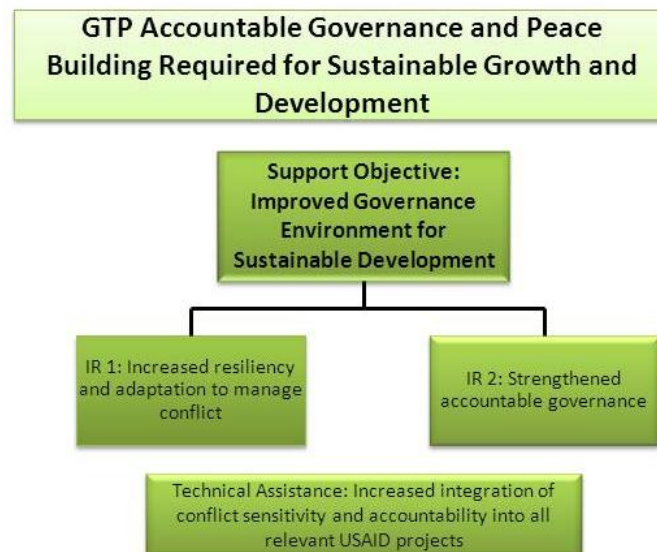 GTP Accountable Governance and Peace
Building Required for Sustainable Growth and
Development
Support Objective:
Improved Governance
Environment for
Sustainable Development
IR 1: Increased resiliency
and adaptation to manage
conflict
IR 2: Strengthened
accountable governance
Technical Assistance: Increased integration of
conflict sensitivity and accountability into all
relevant USAID projects